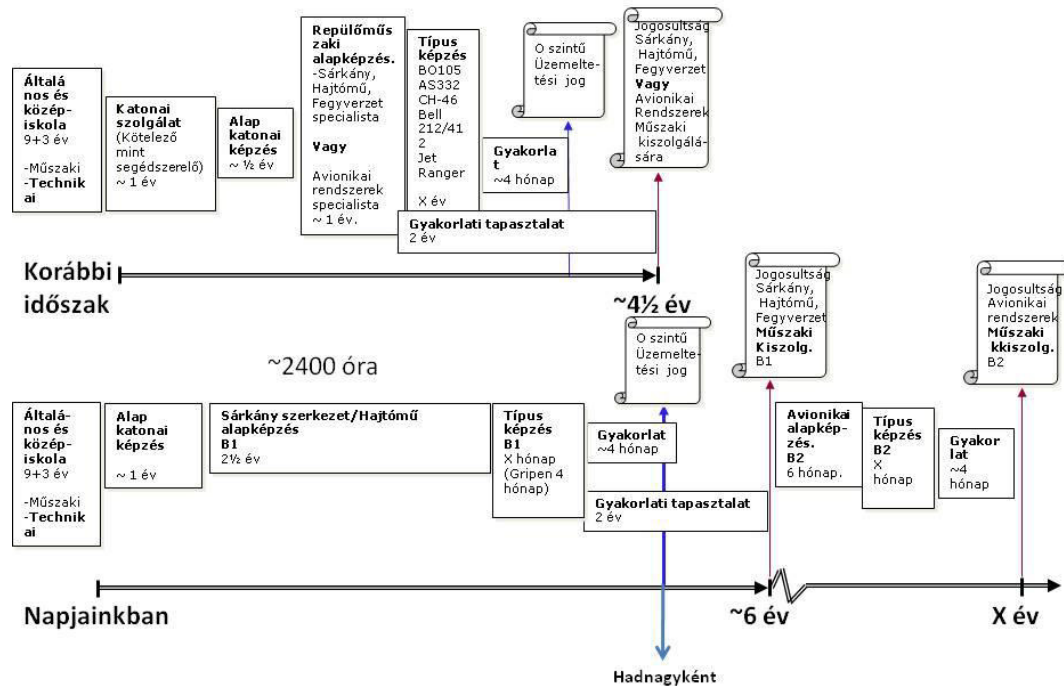 Általá
nos és
közép-
iskola
9+3 év
-Műszaki
-Technik
ai
Katonai
szolgálat
(Kötelező
mint
segédszerelő)
~ 1 év
Alap
katonai
képzés
~ ½ év
Repülőműs
zaki
alapképzés.
-Sárkány,
Hajtómű,
Fegyverzet
specialista
Vagy
Avionikai
rendszerek
specialista
~ 1 év.
Típus
képzés
BO105
AS332
CH-46
Bell
212/41
2
Jet
Ranger
X év
Gyakorla
t
~4 hónap
Gyakorlati tapasztalat
2 év
O szintű
Üzemelte-
tési jog
Jogosultság
Sárkány,
Hajtómű,
Fegyverzet
Vagy
Avionikai
Rendszerek
Műszaki
kiszolgálá-
sára
Korábbi
időszak
~4½ év
~2400 óra
Általá-
nos és
közép-
iskola
9+3 év
-Műszaki
-Technik
ai
Alap
katonai
képzés
~ 1 év
Sárkány szerkezet/Hajtómű
alapképzés
B1
2½ év
Típus
képzés
B1
X hónap
(Gripen 4
hónap)
Gyakorlat
~4 hónap
Gyakorlati tapasztalat
2 év
O szintű
Üzemelte-
tési jog
Jogosultság
Sárkány,
Hajtómű,
Fegyverzet
Műszaki
Kiszolg.
B1
Avionikai
alapkép-
zés.
B2
6 hónap.
Típus
képzés
B2
X
hónap
Gyakor
lat
~4
hónap
Jogosultság
Avionikai
rendszerek
Műszaki
kkiszolg.
B2
Napjainkban
~6 év
X év
Hadnagyként